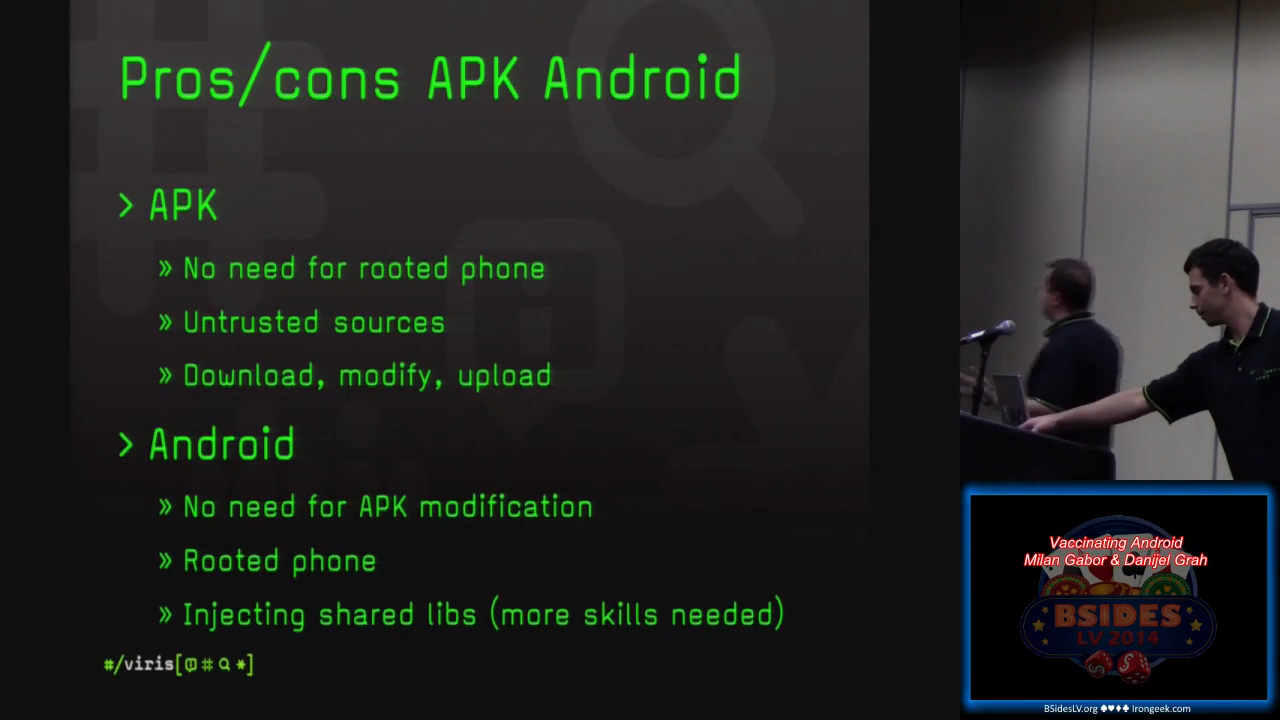 Pros/cons APK Android
> APK
» No need for rooted phone
» Untrusted sources
» Download, modify, upload
> Android
» No need for APK modification
» Rooted phone
» Injecting shared libs (more skills needed)
#/viris[ # *]
Vaccinating Android
Milan Gabor & Danijel Grah
BSIDES
LV 2014
BSidesLV.org ♣♥♦♣ Irongeek.com